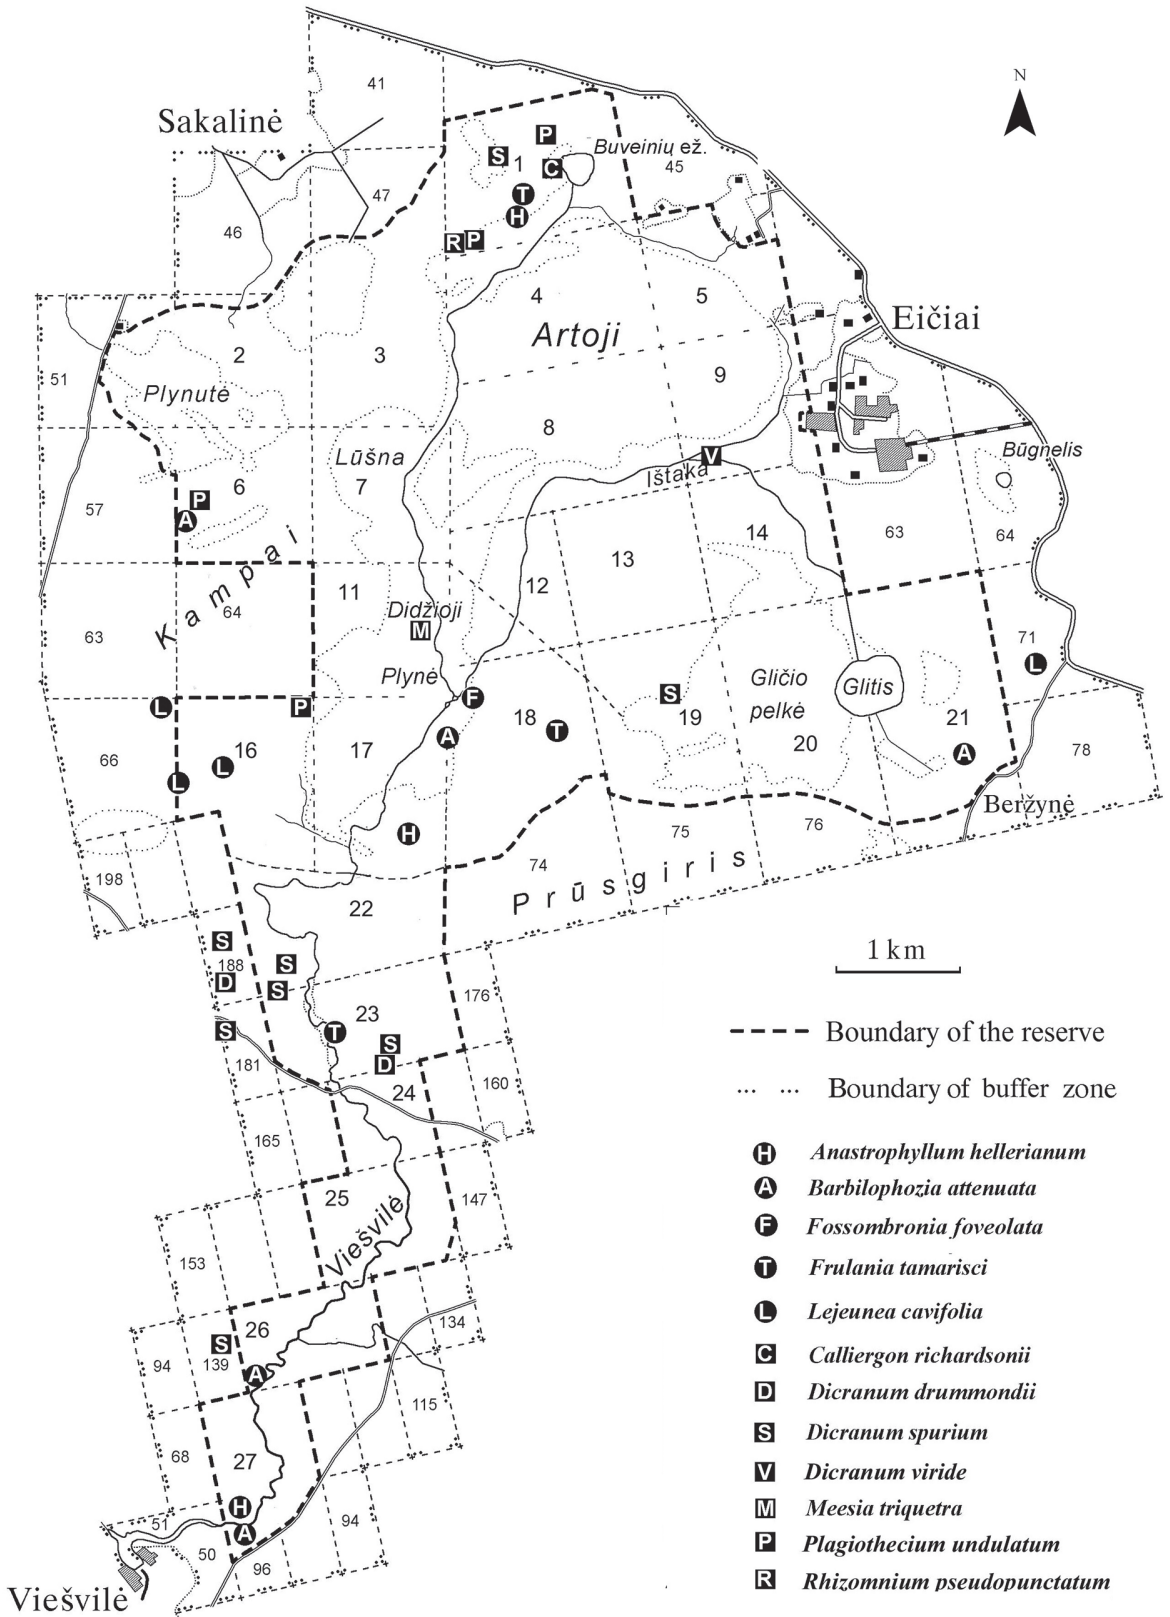 N
41
Sakalinė
P
S
1
C
Buveinių ež.
45
47
T
H
46
R P
4
5
Artoji
Eičiai
2
3
51
Plynutė
9
8
Lūšna
V
Ištaka
Būgnelis
6
7
P
A
57
14
63
64
13
Kampai
12
11
64
Didžioji
M
63
71
L
Plynė
Gličio
pelkė
Glitis
F
S
L
P
18
T
19
21
A
16
17
20
A
66
L
78
L
Beržynė
H
75
76
74
Prūsgiris
198
22
1 km
S
188
S
D
S
176
23
Boundary of the reserve
S
T
S
D
181
24
160
Boundary of buffer zone
165
H Anastrophyllum hellerianum
A Barbilophozia attenuata
25
147
F Fossombronia foveolata
Viešvilė
153
T Frulania tamarisci
L Lejeunea cavifolia
26
134
S
94
139
C Calliergon richardsonii
A
D Dicranum drummondii
115
S Dicranum spurium
68
27
V Dicranum viride
H
M Meesia triquetra
51
A
94
50
P Plagiothecium undulatum
96
R Rhizomnium pseudopunctatum
Viešvilė